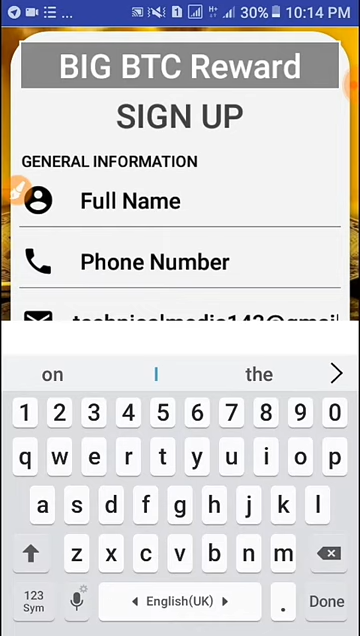 30% 10:14 PM
BIG BTC Reward
SIGN UP
GENERAL INFORMATION
Full Name
Phone Number
on I the
1 2 3 4 5 6 7 8 9 0
q w e r t y u i o p
a s d f g h j k l
z x c v b n m
123 Sym English(UK) . Done